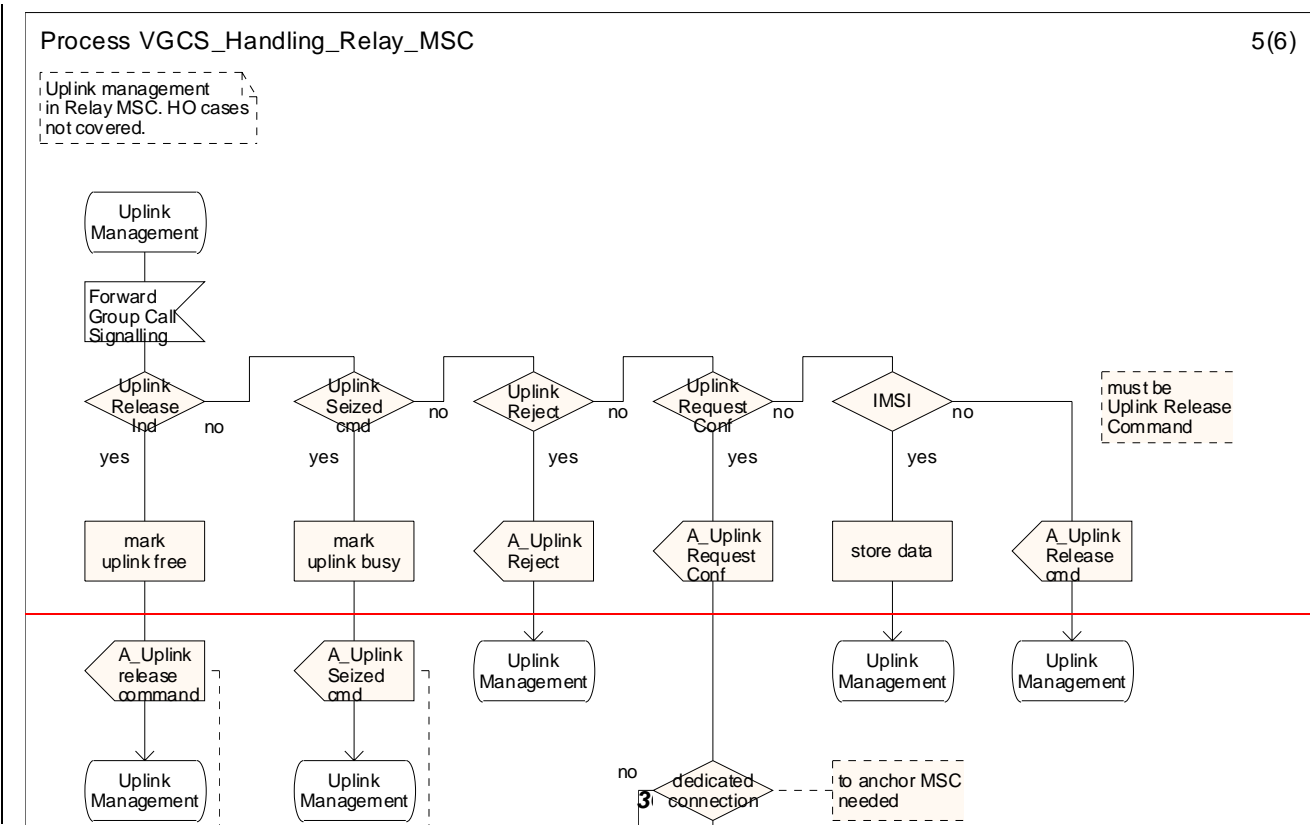 Process VGCS_Handling_Relay_MSC
5(6)
Uplink management
in Relay MSC. HO cases
not covered.
Uplink
Management
Forward
Group Call
Signalling
Uplink
Release
Ind
no
yes
Uplink
Seized
cmd
no
yes
Uplink
Reject
no
yes
Uplink
Request
Conf
no
yes
IMSI
no
yes
must be
Uplink Release
Command
mark
uplink free
mark
uplink busy
A_Uplink
Reject
A_Uplink
Request
Conf
store data
A_Uplink
Release
cmd
A_Uplink
release
command
A_Uplink
Seized
cmd
Uplink
Management
Uplink
Management
Uplink
Management
Uplink
Management
Uplink
Management
no
dedicated
connection
to anchor MSC
needed